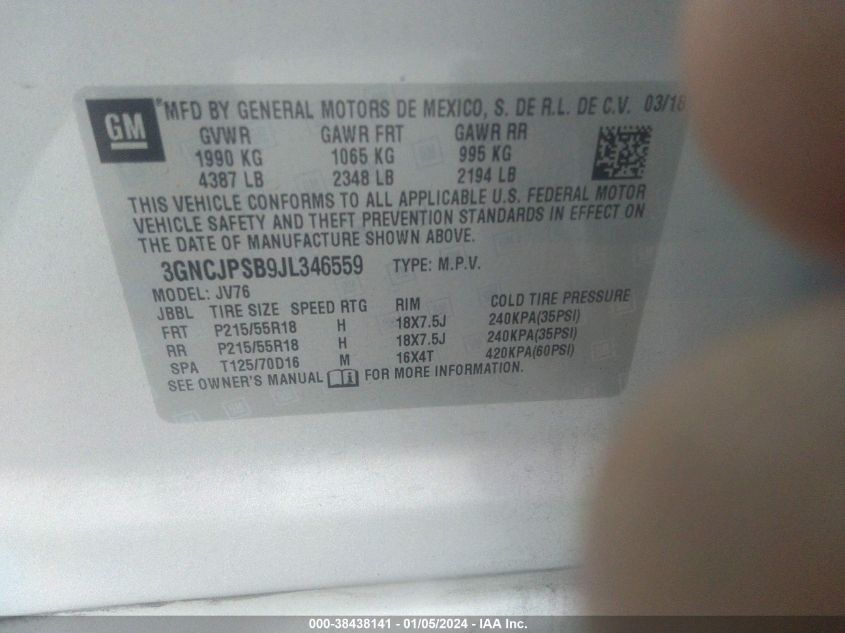 GM
®MFD BY GENERAL MOTORS DE MEXICO, S. DE R.L. DE C.V. 03/18
GVWR GAWR FRT GAWR RR
1990 KG 1065 KG 995 KG
4387 LB 2348 LB 2194 LB
THIS VEHICLE CONFORMS TO ALL APPLICABLE U.S. FEDERAL MOTOR
VEHICLE SAFETY AND THEFT PREVENTION STANDARDS IN EFFECT ON
THE DATE OF MANUFACTURE SHOWN ABOVE.
3GNCJPSB9JL346559 TYPE: M.P.V.
MODEL: JV76
JBBL TIRE SIZE SPEED RTG RIM COLD TIRE PRESSURE
FRT P215/55R18 H 18X7.5J 240KPA(35PSI)
RR P215/55R18 H 18X7.5J 240KPA(35PSI)
SPA T125/70D16 M 16X4T 420KPA(60PSI)
SEE OWNER'S MANUAL FOR MORE INFORMATION.
000-38438141 - 01/05/2024 - IAA Inc.